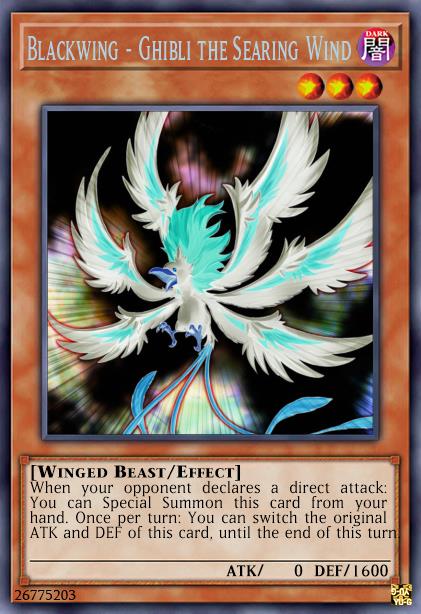 Blackwing - Ghibli the Searing Wind
DARK
闇
[Winged Beast/Effect]
When your opponent declares a direct attack:
You can Special Summon this card from your
hand. Once per turn: You can switch the original
ATK and DEF of this card, until the end of this turn
ATK/ 0 DEF/1600
26775203